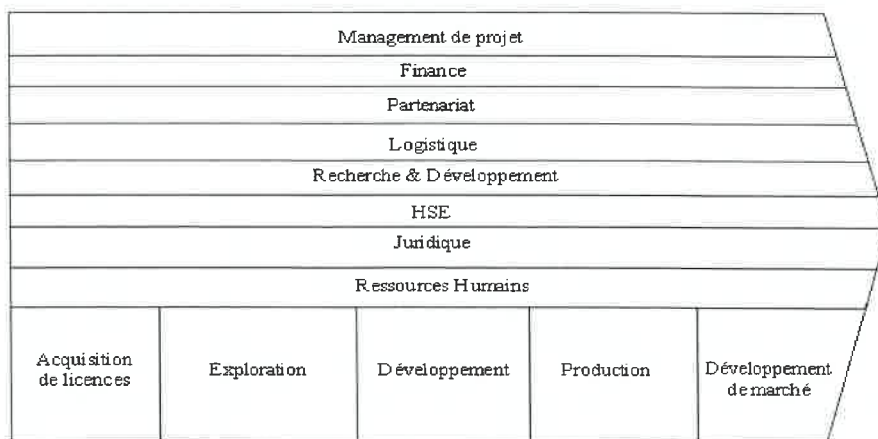 Management de projet
Finance
Partenariat
Logistique
Recherche & Développement
HSE
Juridique
Ressources Humains
Acquisition
de licences
Exploration
Développement
Production
Développement
de marché